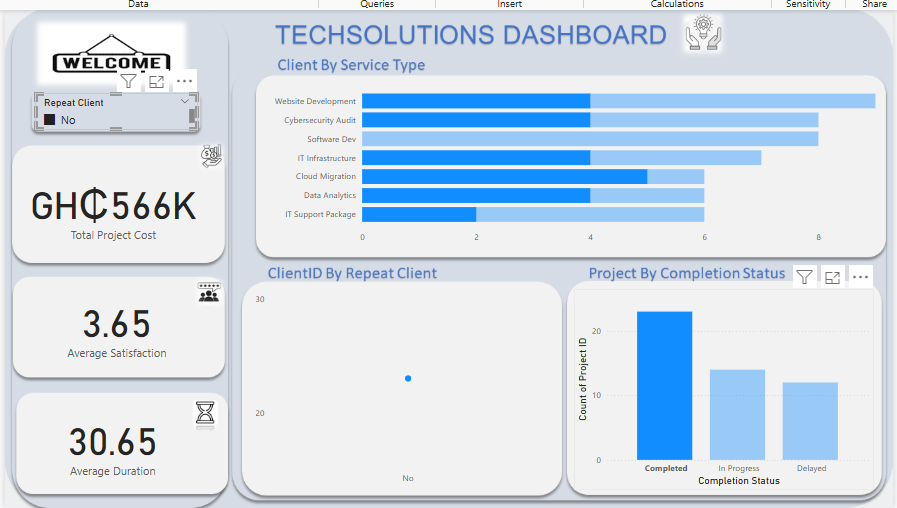 Data Queries Insert Calculations Sensitivity Share
TECHSOLUTIONS DASHBOARD
WELCOME
Client By Service Type
Repeat Client
No
Website Development
Cybersecurity Audit
Software Dev
IT Infrastructure
Cloud Migration
Data Analytics
IT Support Package
0 2 4 6 8
GH₵566K
Total Project Cost
3.65
Average Satisfaction
30.65
Average Duration
ClientID By Repeat Client
30
20
No
Project By Completion Status
Count of Project ID
20
10
0
Completed In Progress Delayed
Completion Status